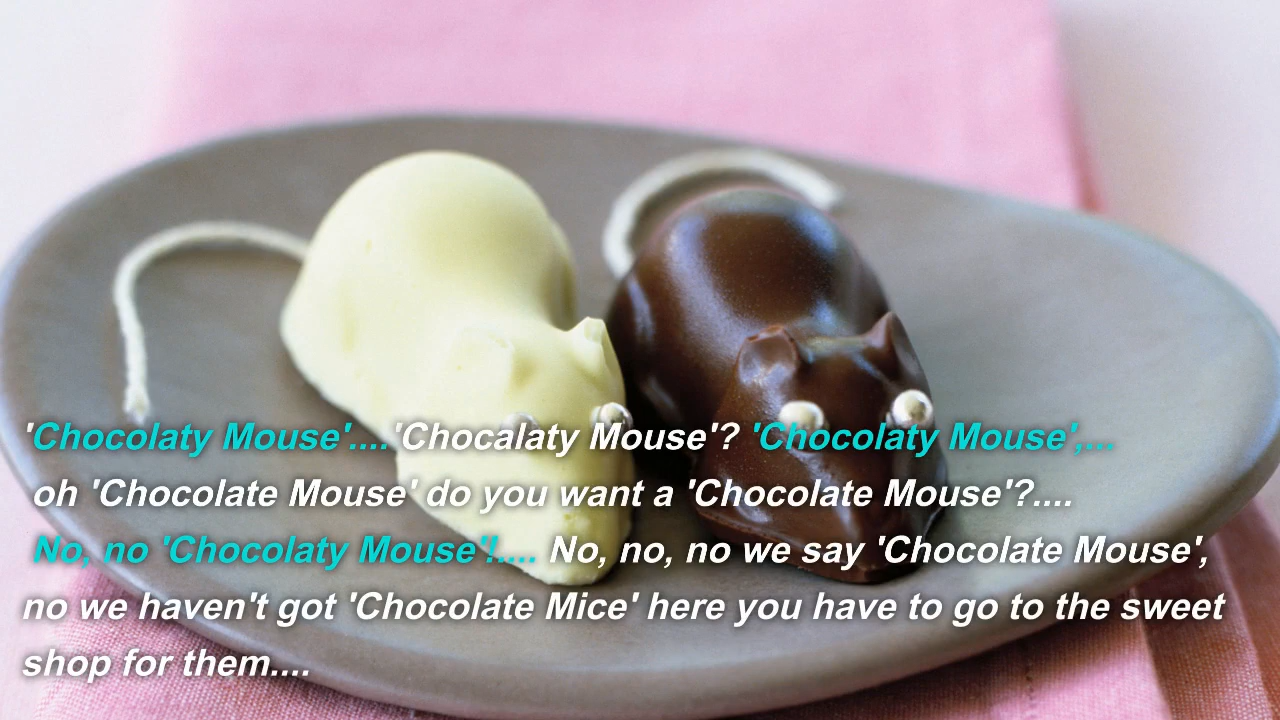 'Chocolaty Mouse'....'Chocalaty Mouse'? 'Chocolaty Mouse',...
oh 'Chocolate Mouse' do you want a 'Chocolate Mouse'?....
No, no 'Chocolaty Mouse'!.... No, no, no we say 'Chocolate Mouse',
no we haven't got 'Chocolate Mice' here you have to go to the sweet
shop for them....